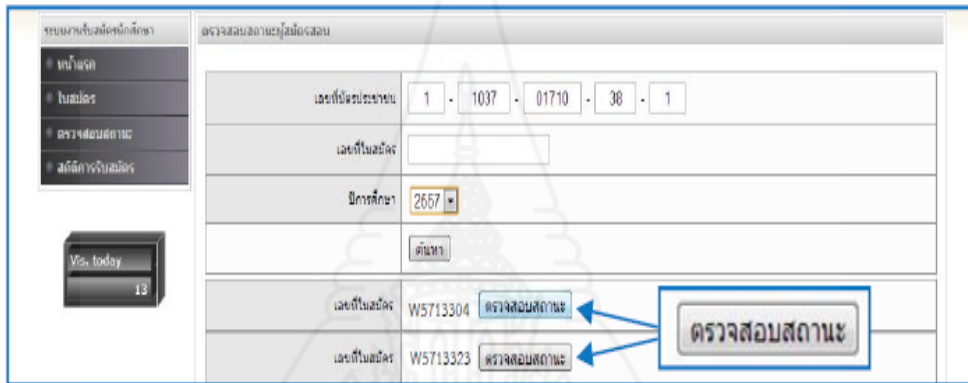 ระบบงานรับสมัครนักศึกษา
ตรวจสอบสถานะผู้สมัครสอบ
หน้าแรก
ใบสมัคร
ตรวจสอบสถานะ
สถิติการรับสมัคร
Vis. today
13
เลขที่บัตรประชาชน 1 - 1037 - 01710 - 38 - 1
เลขที่ใบสมัคร
ปีการศึกษา 2557
ค้นหา
เลขที่ใบสมัคร W5713304 ตรวจสอบสถานะ
เลขที่ใบสมัคร W5713323 ตรวจสอบสถานะ
ตรวจสอบสถานะ